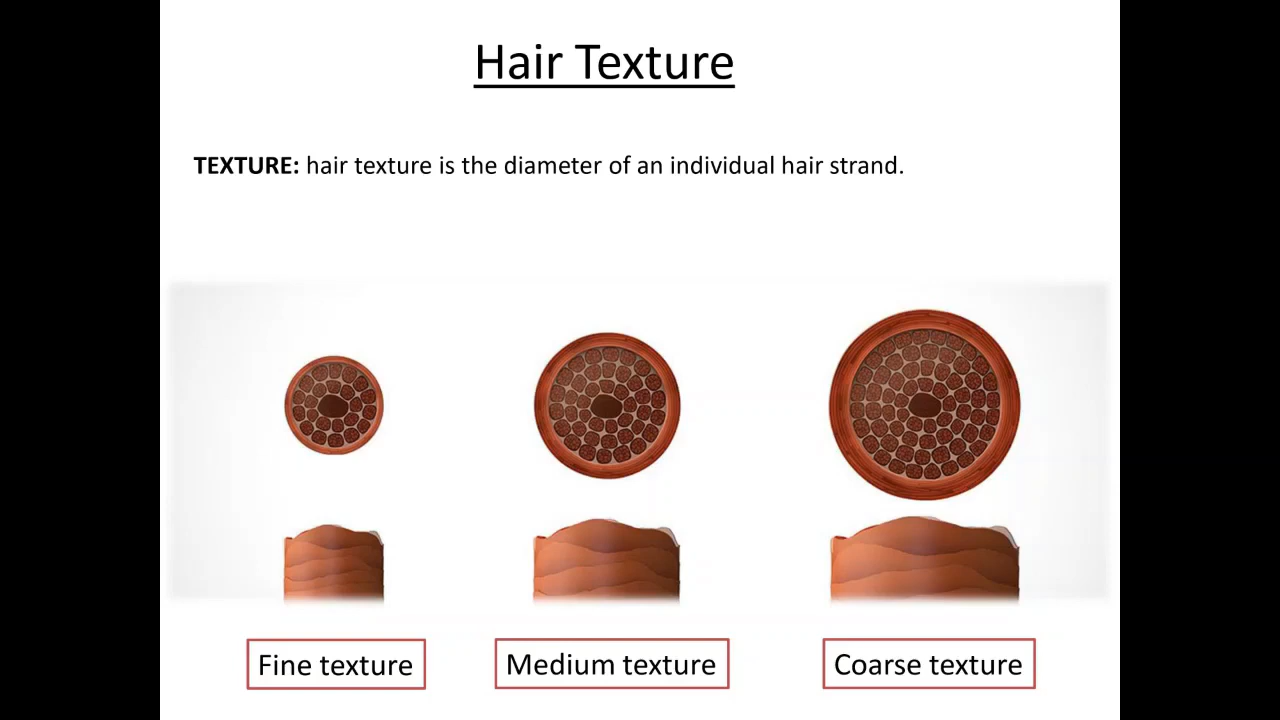 Hair Texture
TEXTURE: hair texture is the diameter of an individual hair strand.
Fine texture
Medium texture
Coarse texture